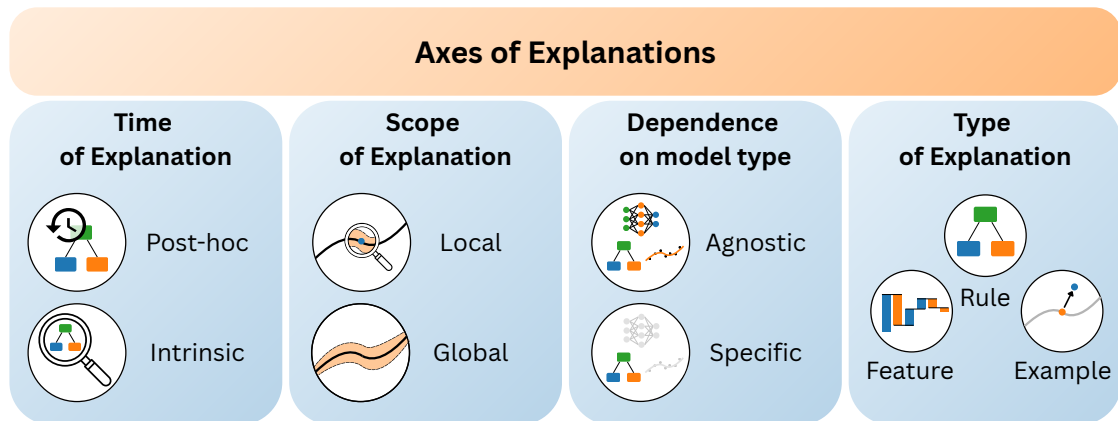 Axes of Explanations
Time
of Explanation
Post-hoc
Intrinsic
Scope
of Explanation
Local
Global
Dependence
on model type
Agnostic
Specific
Type
of Explanation
Rule
Feature
Example